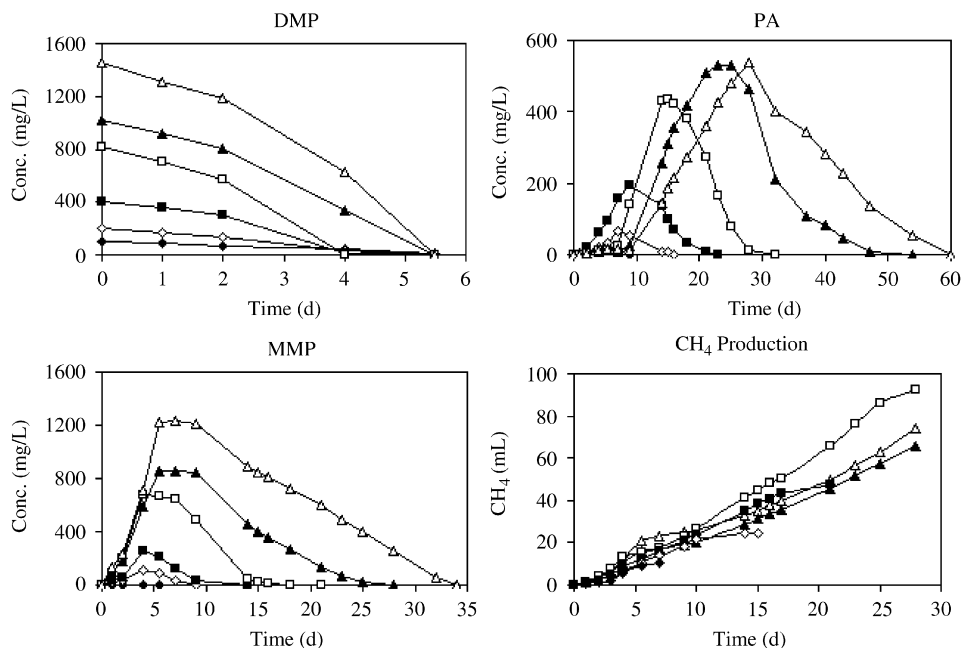 DMP
Conc. (mg/L)
1600
1200
800
400
0
0 1 2 3 4 5 6
Time (d)
PA
Conc. (mg/L)
600
400
200
0
0 10 20 30 40 50 60
Time (d)
MMP
Conc. (mg/L)
1600
1200
800
400
0
0 5 10 15 20 25 30 35
Time (d)
CH₄ Production
CH₄ (mL)
100
80
60
40
20
0
0 5 10 15 20 25 30
Time (d)